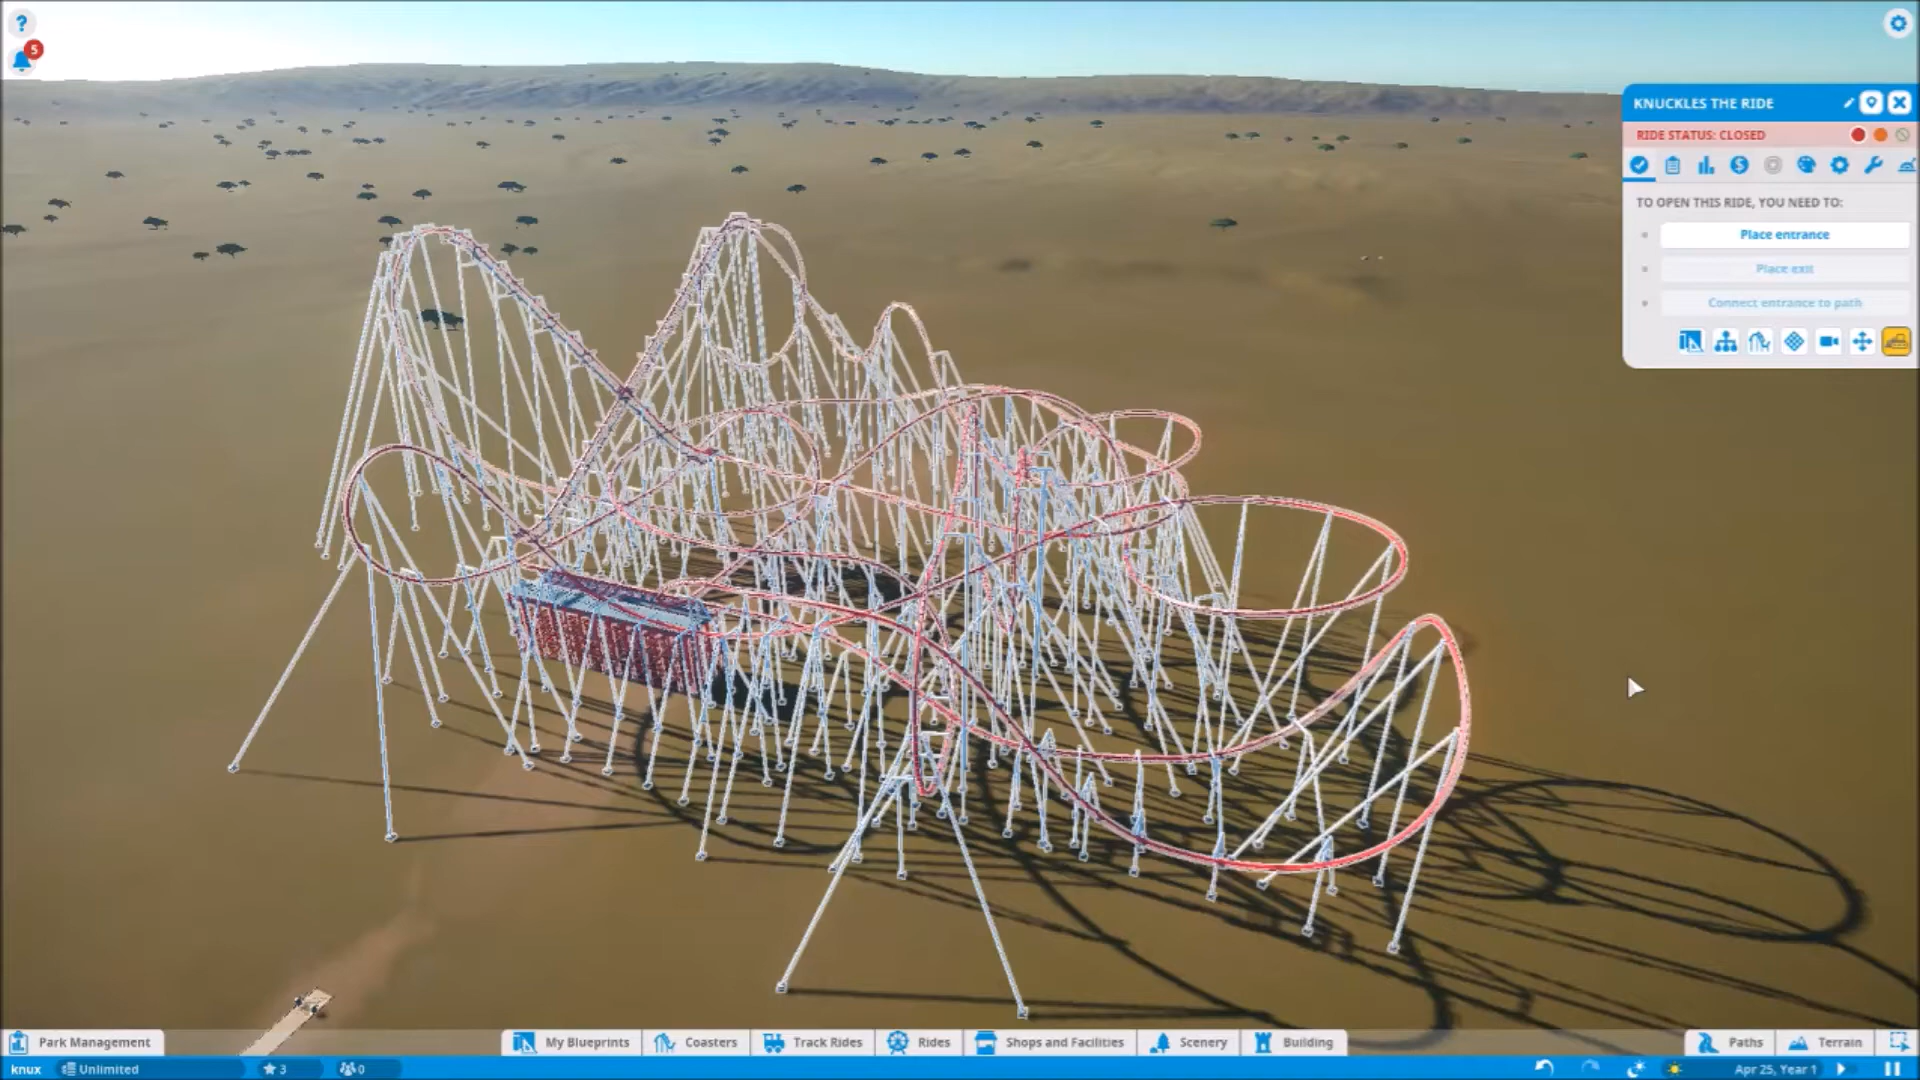 ?
5
KNUCKLES THE RIDE
RIDE STATUS: CLOSED
TO OPEN THIS RIDE, YOU NEED TO:
Place entrance
Place exit
Connect entrance to path
Park Management
My Blueprints
Coasters
Track Rides
Rides
Shops and Facilities
Scenery
Building
Paths
Terrain
knux
Unlimited
3
0
Apr 25, Year 1